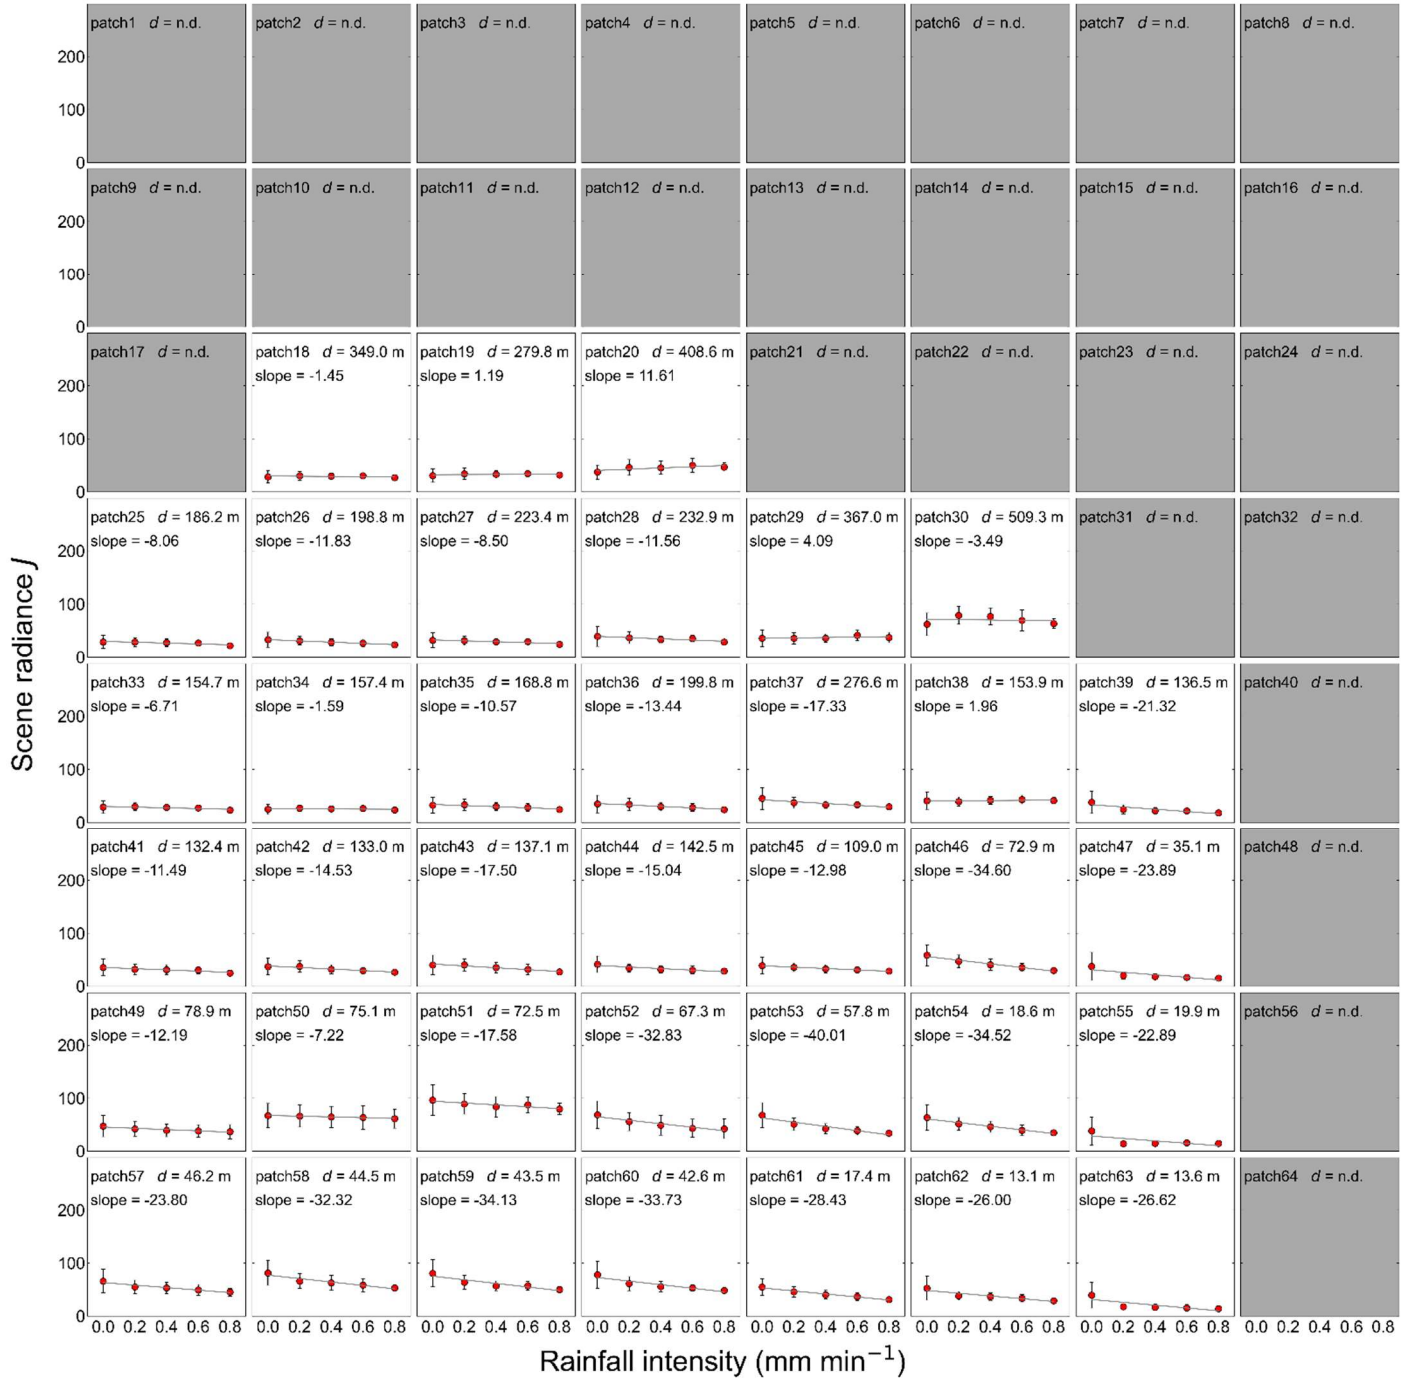 patch1 d = n.d.
patch2 d = n.d.
patch3 d = n.d.
patch4 d = n.d.
patch5 d = n.d.
patch6 d = n.d.
patch7 d = n.d.
patch8 d = n.d.
200
100
0
patch9 d = n.d.
patch10 d = n.d.
patch11 d = n.d.
patch12 d = n.d.
patch13 d = n.d.
patch14 d = n.d.
patch15 d = n.d.
patch16 d = n.d.
200
100
0
patch17 d = n.d.
patch18 d = 349.0 m
slope = -1.45
patch19 d = 279.8 m
slope = 1.19
patch20 d = 408.6 m
slope = 11.61
patch21 d = n.d.
patch22 d = n.d.
patch23 d = n.d.
patch24 d = n.d.
200
100
0
patch25 d = 186.2 m
slope = -8.06
patch26 d = 198.8 m
slope = -11.83
patch27 d = 223.4 m
slope = -8.50
patch28 d = 232.9 m
slope = -11.56
patch29 d = 367.0 m
slope = 4.09
patch30 d = 509.3 m
slope = -3.49
patch31 d = n.d.
patch32 d = n.d.
200
100
0
patch33 d = 154.7 m
slope = -6.71
patch34 d = 157.4 m
slope = -1.59
patch35 d = 168.8 m
slope = -10.57
patch36 d = 199.8 m
slope = -13.44
patch37 d = 276.6 m
slope = -17.33
patch38 d = 153.9 m
slope = 1.96
patch39 d = 136.5 m
slope = -21.32
patch40 d = n.d.
200
100
0
patch41 d = 132.4 m
slope = -11.49
patch42 d = 133.0 m
slope = -14.53
patch43 d = 137.1 m
slope = -17.50
patch44 d = 142.5 m
slope = -15.04
patch45 d = 109.0 m
slope = -12.98
patch46 d = 72.9 m
slope = -34.60
patch47 d = 35.1 m
slope = -23.89
patch48 d = n.d.
200
100
0
patch49 d = 78.9 m
slope = -12.19
patch50 d = 75.1 m
slope = -7.22
patch51 d = 72.5 m
slope = -17.58
patch52 d = 67.3 m
slope = -32.83
patch53 d = 57.8 m
slope = -40.01
patch54 d = 18.6 m
slope = -34.52
patch55 d = 19.9 m
slope = -22.89
patch56 d = n.d.
200
100
0
patch57 d = 46.2 m
slope = -23.80
patch58 d = 44.5 m
slope = -32.32
patch59 d = 43.5 m
slope = -34.13
patch60 d = 42.6 m
slope = -33.73
patch61 d = 17.4 m
slope = -28.43
patch62 d = 13.1 m
slope = -26.00
patch63 d = 13.6 m
slope = -26.62
patch64 d = n.d.
200
100
0
0.0 0.2 0.4 0.6 0.8
0.0 0.2 0.4 0.6 0.8
0.0 0.2 0.4 0.6 0.8
0.0 0.2 0.4 0.6 0.8
0.0 0.2 0.4 0.6 0.8
0.0 0.2 0.4 0.6 0.8
0.0 0.2 0.4 0.6 0.8
0.0 0.2 0.4 0.6 0.8
Scene radiance J
Rainfall intensity (mm min⁻¹)